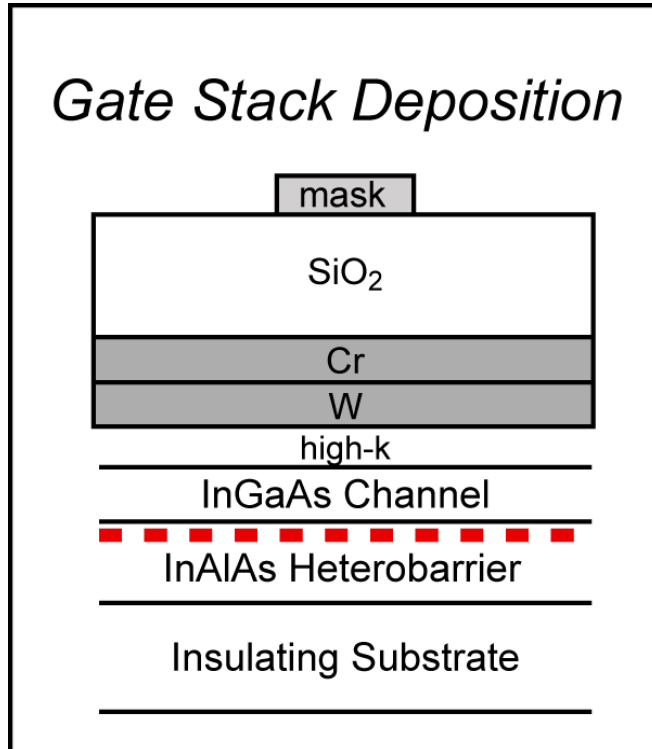 Gate Stack Deposition
mask
SiO₂
Cr
W
high-k
InGaAs Channel
InAlAs Heterobarrier
Insulating Substrate